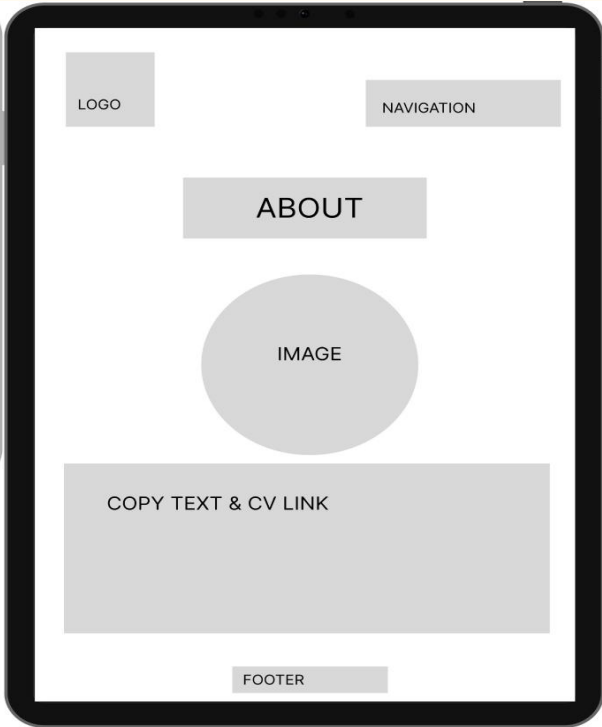 LOGO
NAVIGATION
ABOUT
IMAGE
COPY TEXT & CV LINK
FOOTER